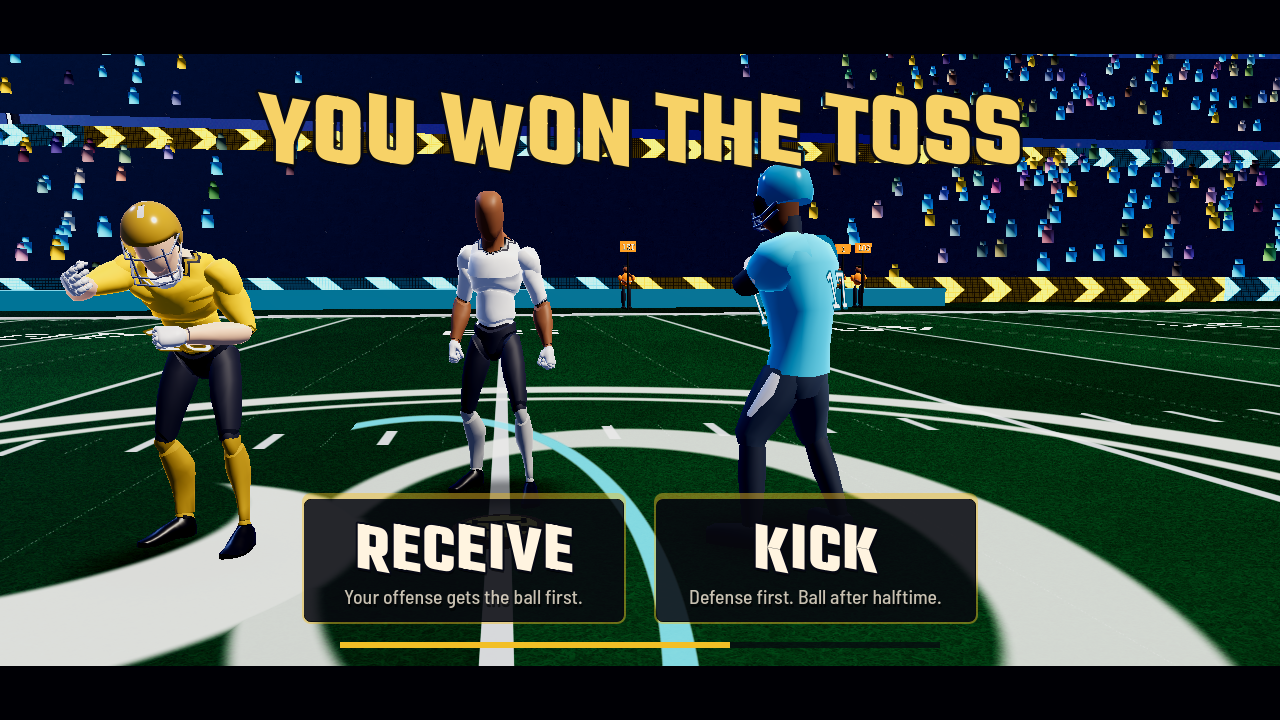 YOU WON THE TOSS
RECEIVE
Your offense gets the ball first.
KICK
Defense first. Ball after halftime.